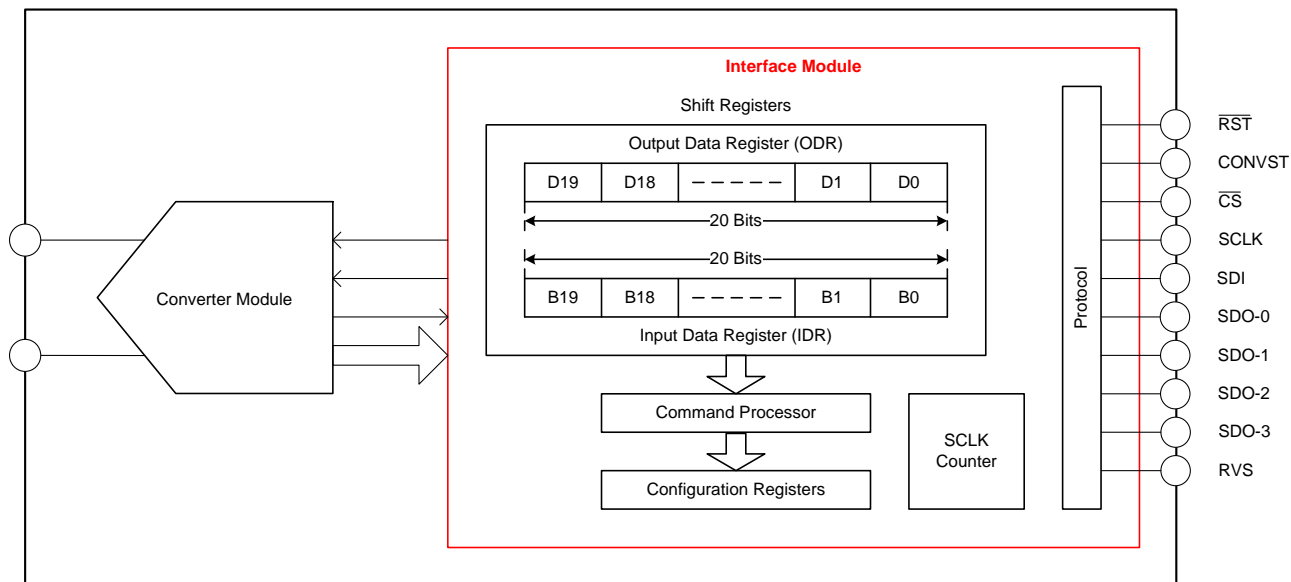 Interface Module
Shift Registers
Output Data Register (ODR)
D19 D18 D1 D0
20 Bits
20 Bits
B19 B18 B1 B0
Input Data Register (IDR)
Command Processor
Configuration Registers
SCLK
Counter
Converter Module
Protocol
R̅S̅T̅
CONVST
C̅S̅
SCLK
SDI
SDO-0
SDO-1
SDO-2
SDO-3
RVS